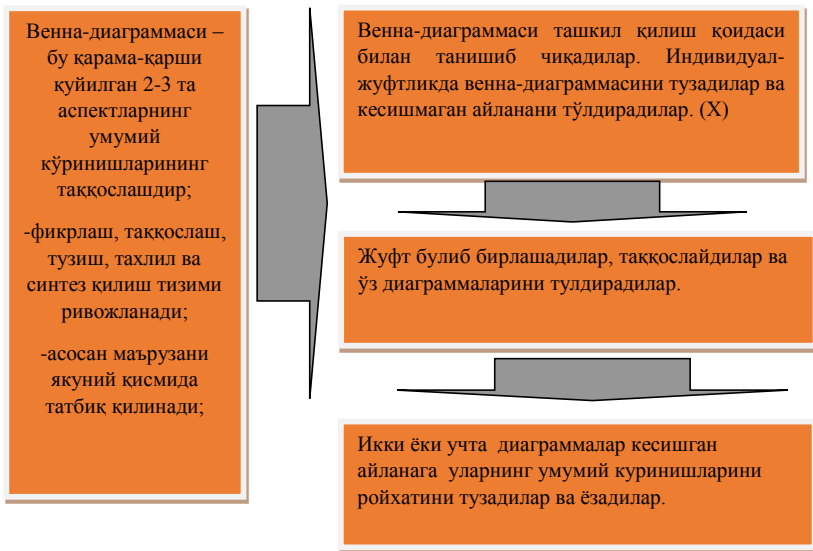 Венна-диаграммаси –
бу қарама-қарши
қуйилган 2-3 та
аспектларнинг
умумий
кўринишларининг
таққослашдир;
-фикрлаш, таққослаш,
тузиш, тахлил ва
синтез қилиш тизими
ривожланади;
-асосан маърузани
якуний қисмида
татбиқ қилинади;
Венна-диаграммаси ташкил қилиш қоидаси
билан танишиб чиқадилар. Индивидуал-
жуфтликда венна-диаграммасини тузадилар ва
кесишмаган айланани тўлдирадилар. (Х)
Жуфт булиб бирлашадилар, таққослайдилар ва
ўз диаграммаларини тулдирадилар.
Икки ёки учта диаграммалар кесишган
айланага уларнинг умумий куринишларини
ройхатини тузадилар ва ёзадилар.